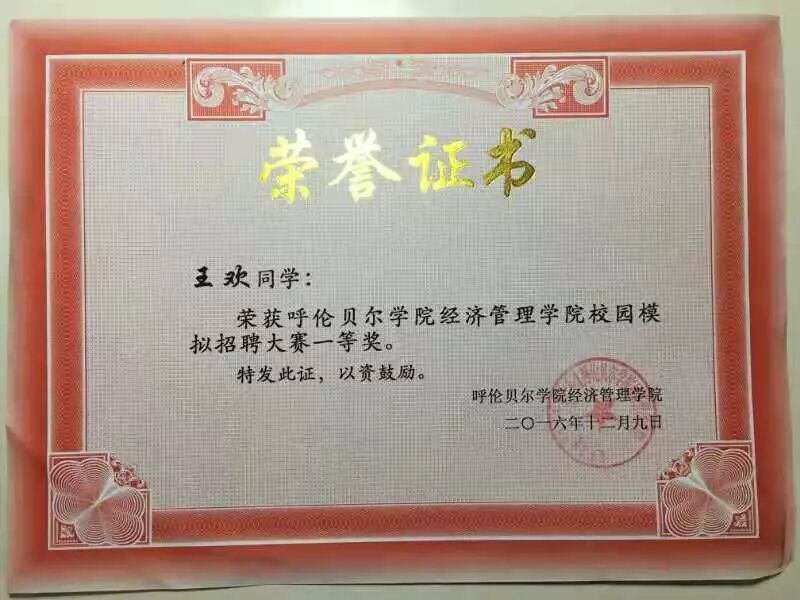 荣誉证书
王欢同学：
荣获呼伦贝尔学院经济管理学院校园模
拟招聘大赛一等奖。
特发此证，以资鼓励。
呼伦贝尔学院经济管理学院
二〇一六年十二月九日